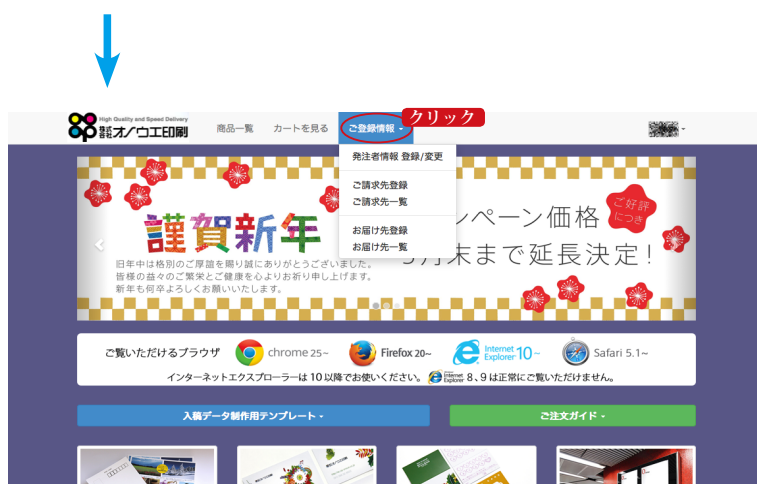 High Quality and Speed Delivery
株式会社オノウエ印刷
商品一覧
カートを見る
ご登録情報
クリック
発注者情報 登録/変更
ご請求先登録
ご請求先一覧
お届け先登録
お届け先一覧
謹賀新年
旧年中は格別のご厚誼を賜り誠にありがとうございました。
皆様の益々のご繁栄とご健康を心よりお祈り申し上げます。
新年も何卒よろしくお願いいたします。
ンペーン価格
ご好評
につき
月末まで延長決定!
ご覧いただけるブラウザ
chrome 25~
Firefox 20~
Internet Explorer 10~
Safari 5.1~
インターネットエクスプローラーは 10 以降でお使いください。
Internet Explorer 8、9 は正常にご覧いただけません。
入稿データ制作用テンプレート
ご注文ガイド